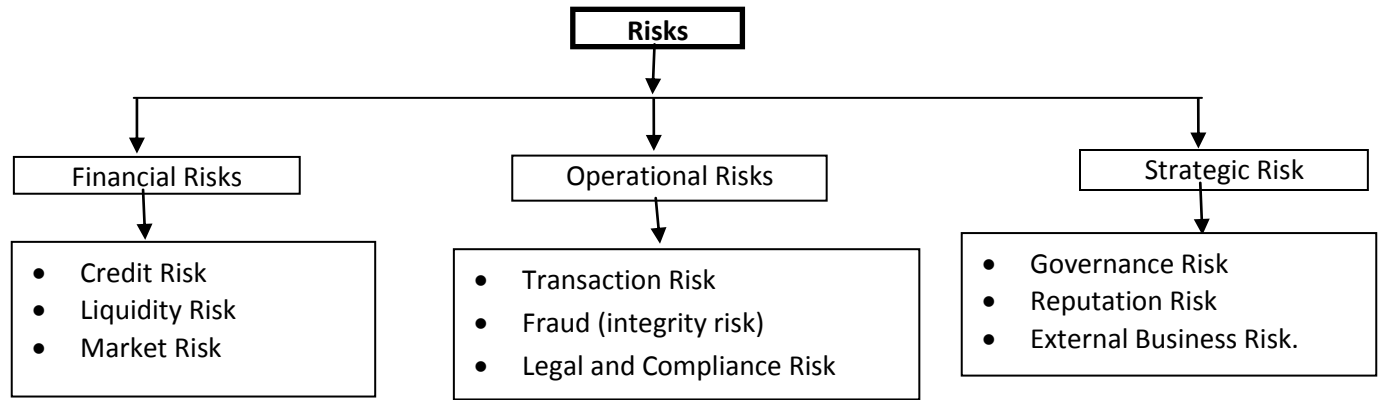 Risks
Financial Risks
Operational Risks
Strategic Risk
• Credit Risk
• Liquidity Risk
• Market Risk
• Transaction Risk
• Fraud (integrity risk)
• Legal and Compliance Risk
• Governance Risk
• Reputation Risk
• External Business Risk.